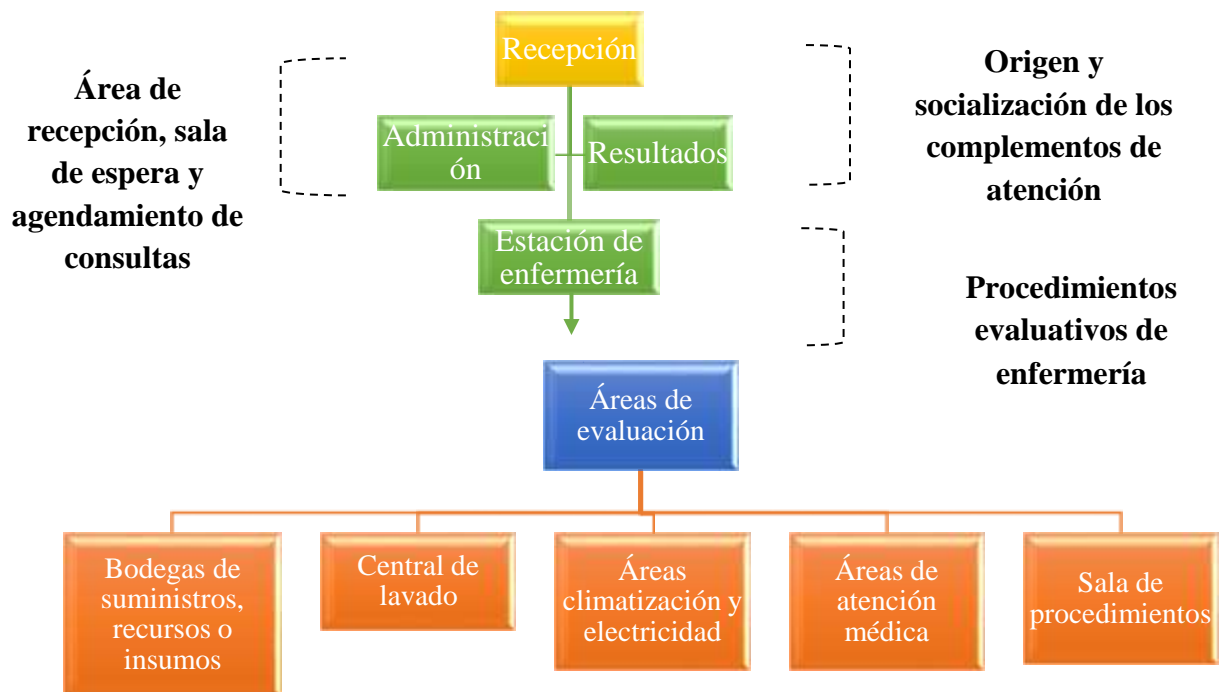 Recepción
Área de
recepción, sala
de espera y
agendamiento de
consultas
Origen y
socialización de los
complementos de
atención
Administraci
ón
Resultados
Estación de
enfermería
Procedimientos
evaluativos de
enfermería
Áreas de
evaluación
Bodegas de
suministros,
recursos o
insumos
Central de
lavado
Áreas
climatización y
electricidad
Áreas de
atención
médica
Sala de
procedimientos